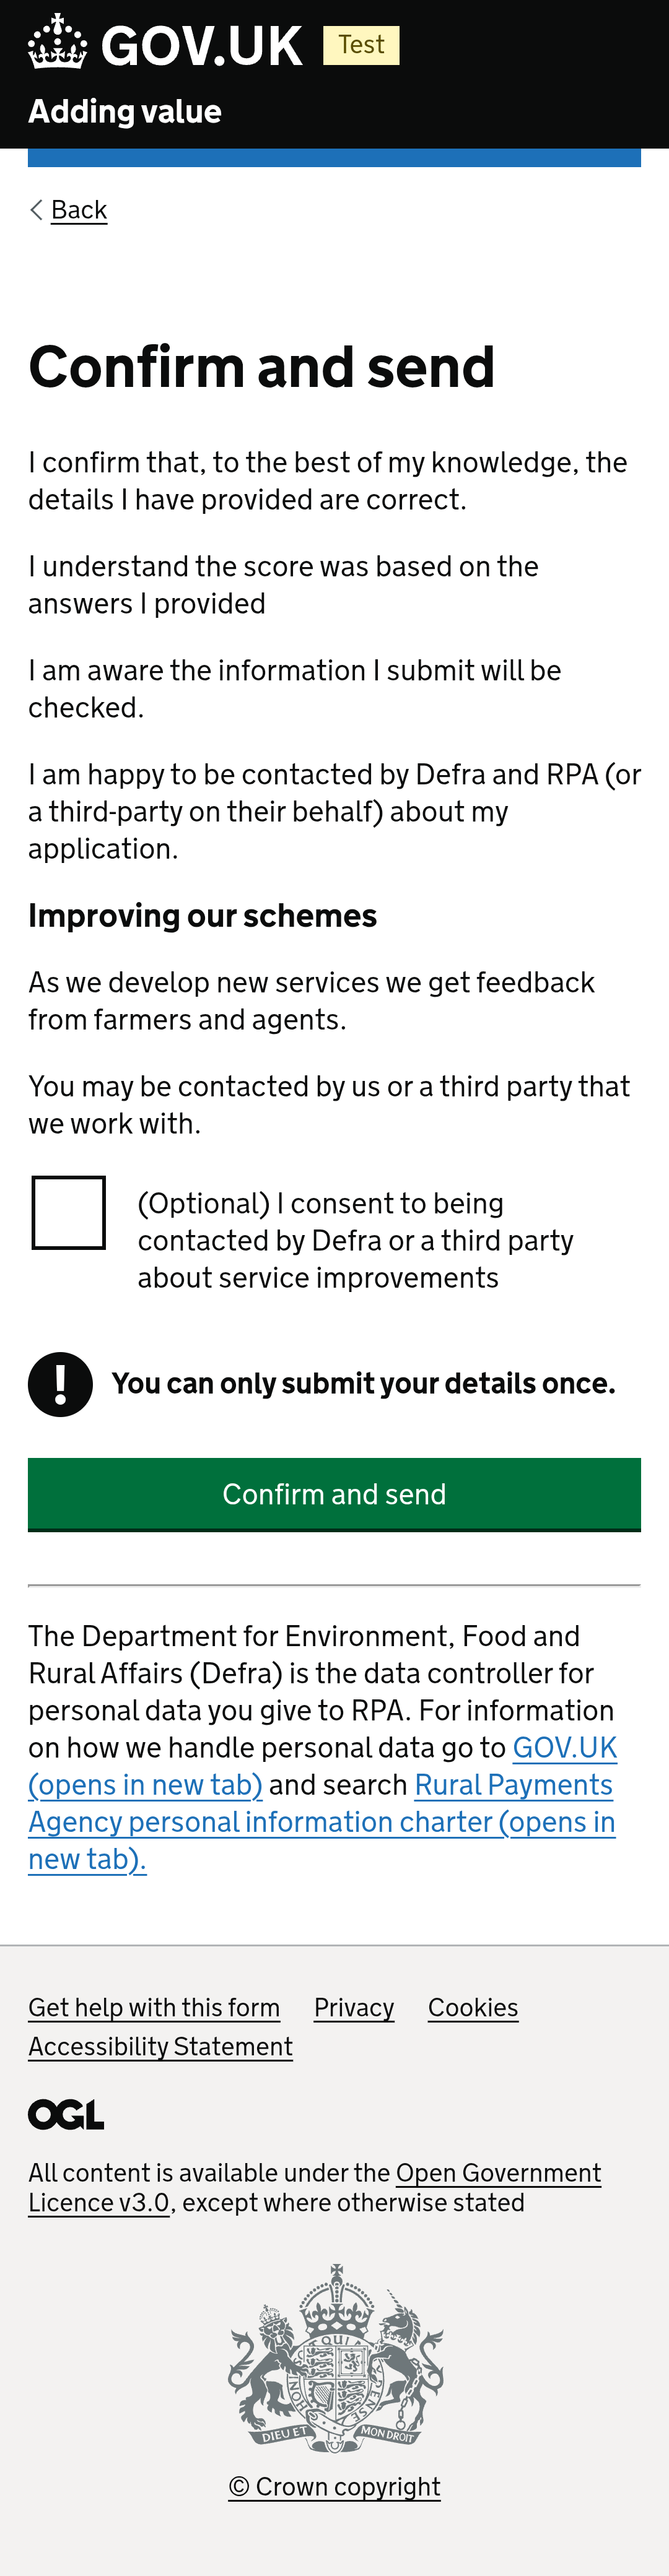 GOV.UK Test
Adding value
Back
Confirm and send
I confirm that, to the best of my knowledge, the
details I have provided are correct.
I understand the score was based on the
answers I provided
I am aware the information I submit will be
checked.
I am happy to be contacted by Defra and RPA (or
a third-party on their behalf) about my
application.
Improving our schemes
As we develop new services we get feedback
from farmers and agents.
You may be contacted by us or a third party that
we work with.
(Optional) I consent to being
contacted by Defra or a third party
about service improvements
! You can only submit your details once.
Confirm and send
The Department for Environment, Food and
Rural Affairs (Defra) is the data controller for
personal data you give to RPA. For information
on how we handle personal data go to GOV.UK
(opens in new tab) and search Rural Payments
Agency personal information charter (opens in
new tab).
Get help with this form Privacy Cookies
Accessibility Statement
OGL
All content is available under the Open Government
Licence v3.0, except where otherwise stated
DIEU ET MON DROIT
© Crown copyright